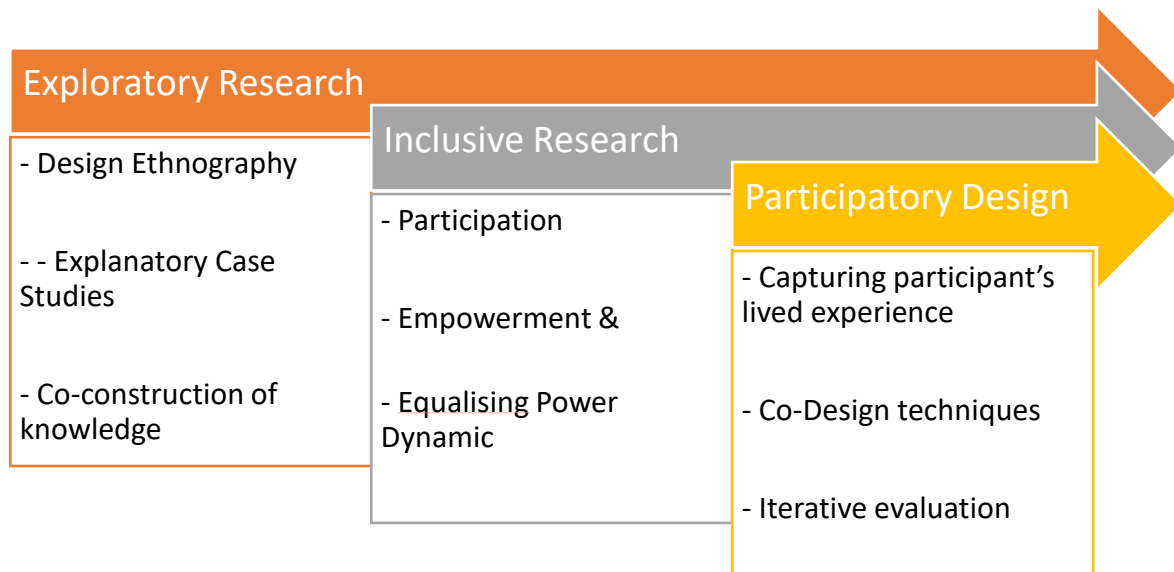 Exploratory Research
- Design Ethnography
- - Explanatory Case
Studies
- Co-construction of
knowledge
Inclusive Research
- Participation
- Empowerment &
- Equalising Power
Dynamic
Participatory Design
- Capturing participant’s
lived experience
- Co-Design techniques
- Iterative evaluation